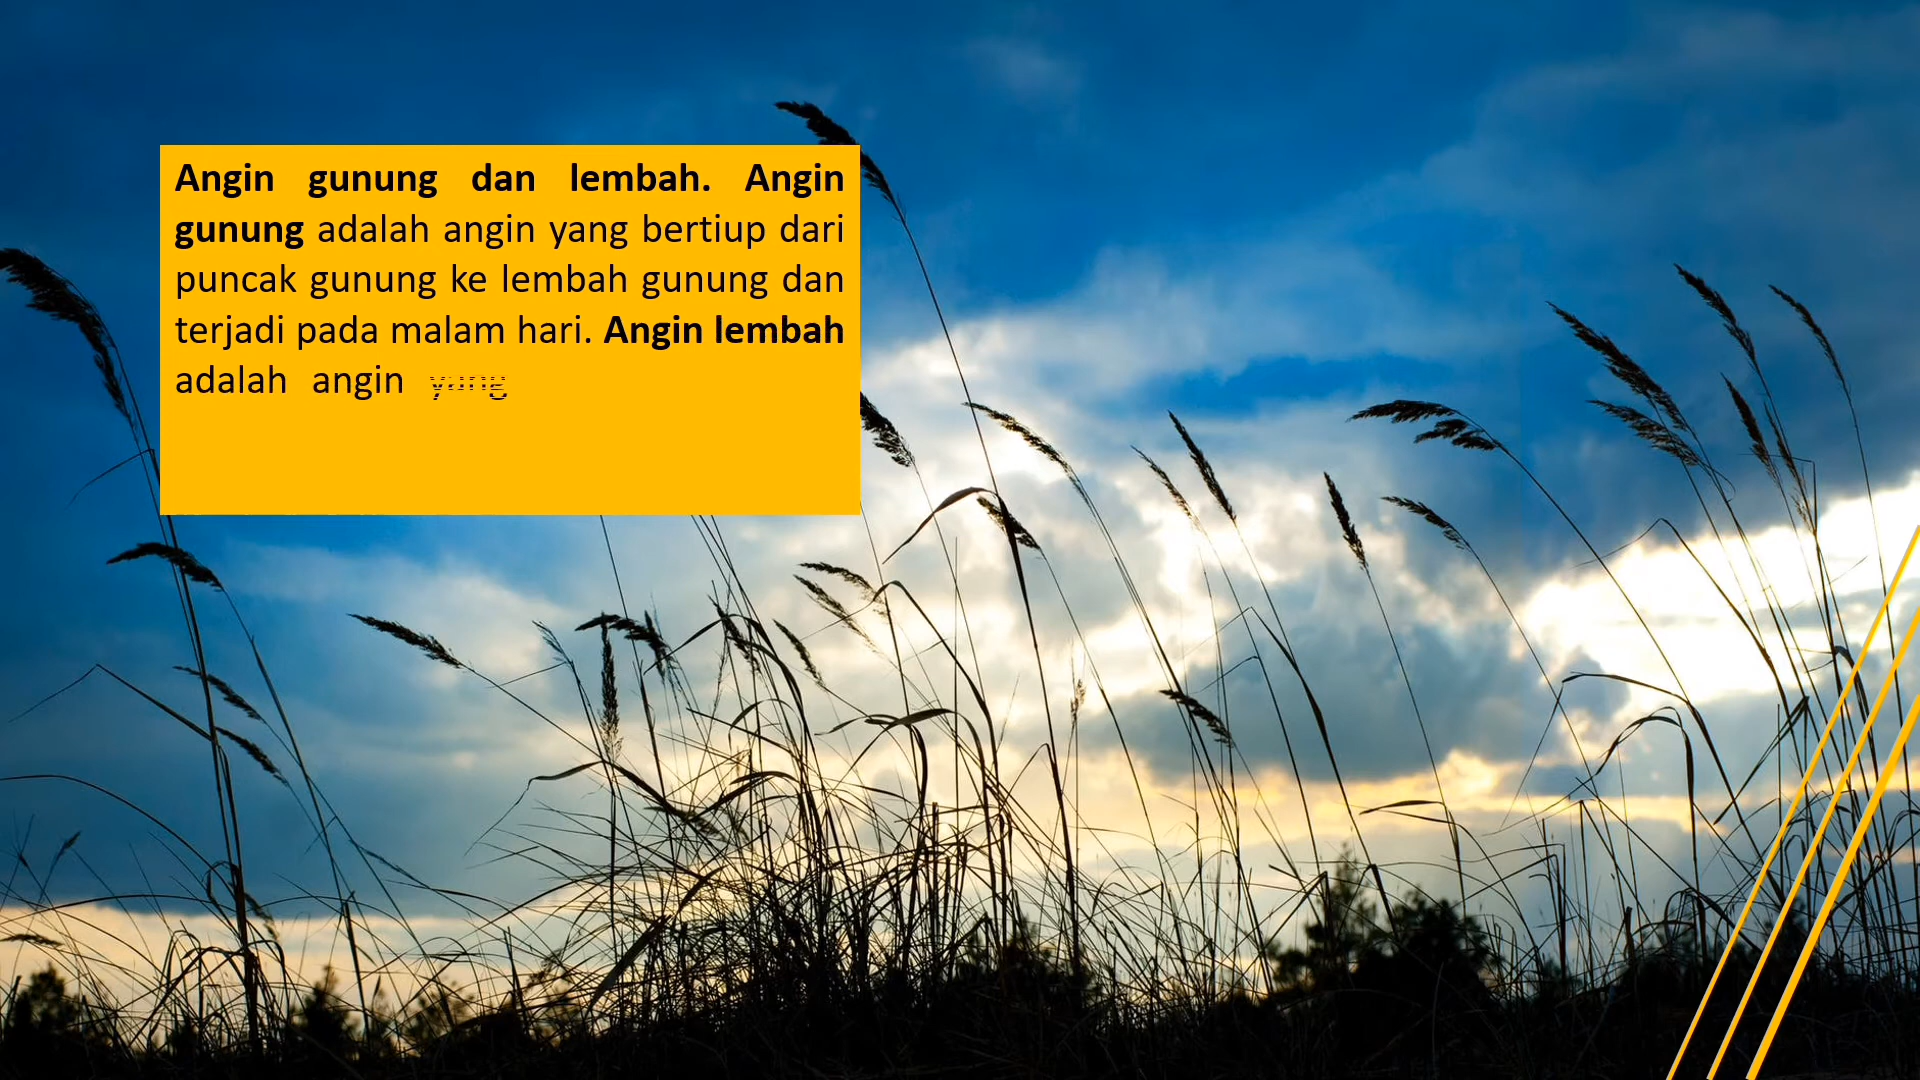 Angin gunung dan lembah. Angin
gunung adalah angin yang bertiup dari
puncak gunung ke lembah gunung dan
terjadi pada malam hari. Angin lembah
adalah angin